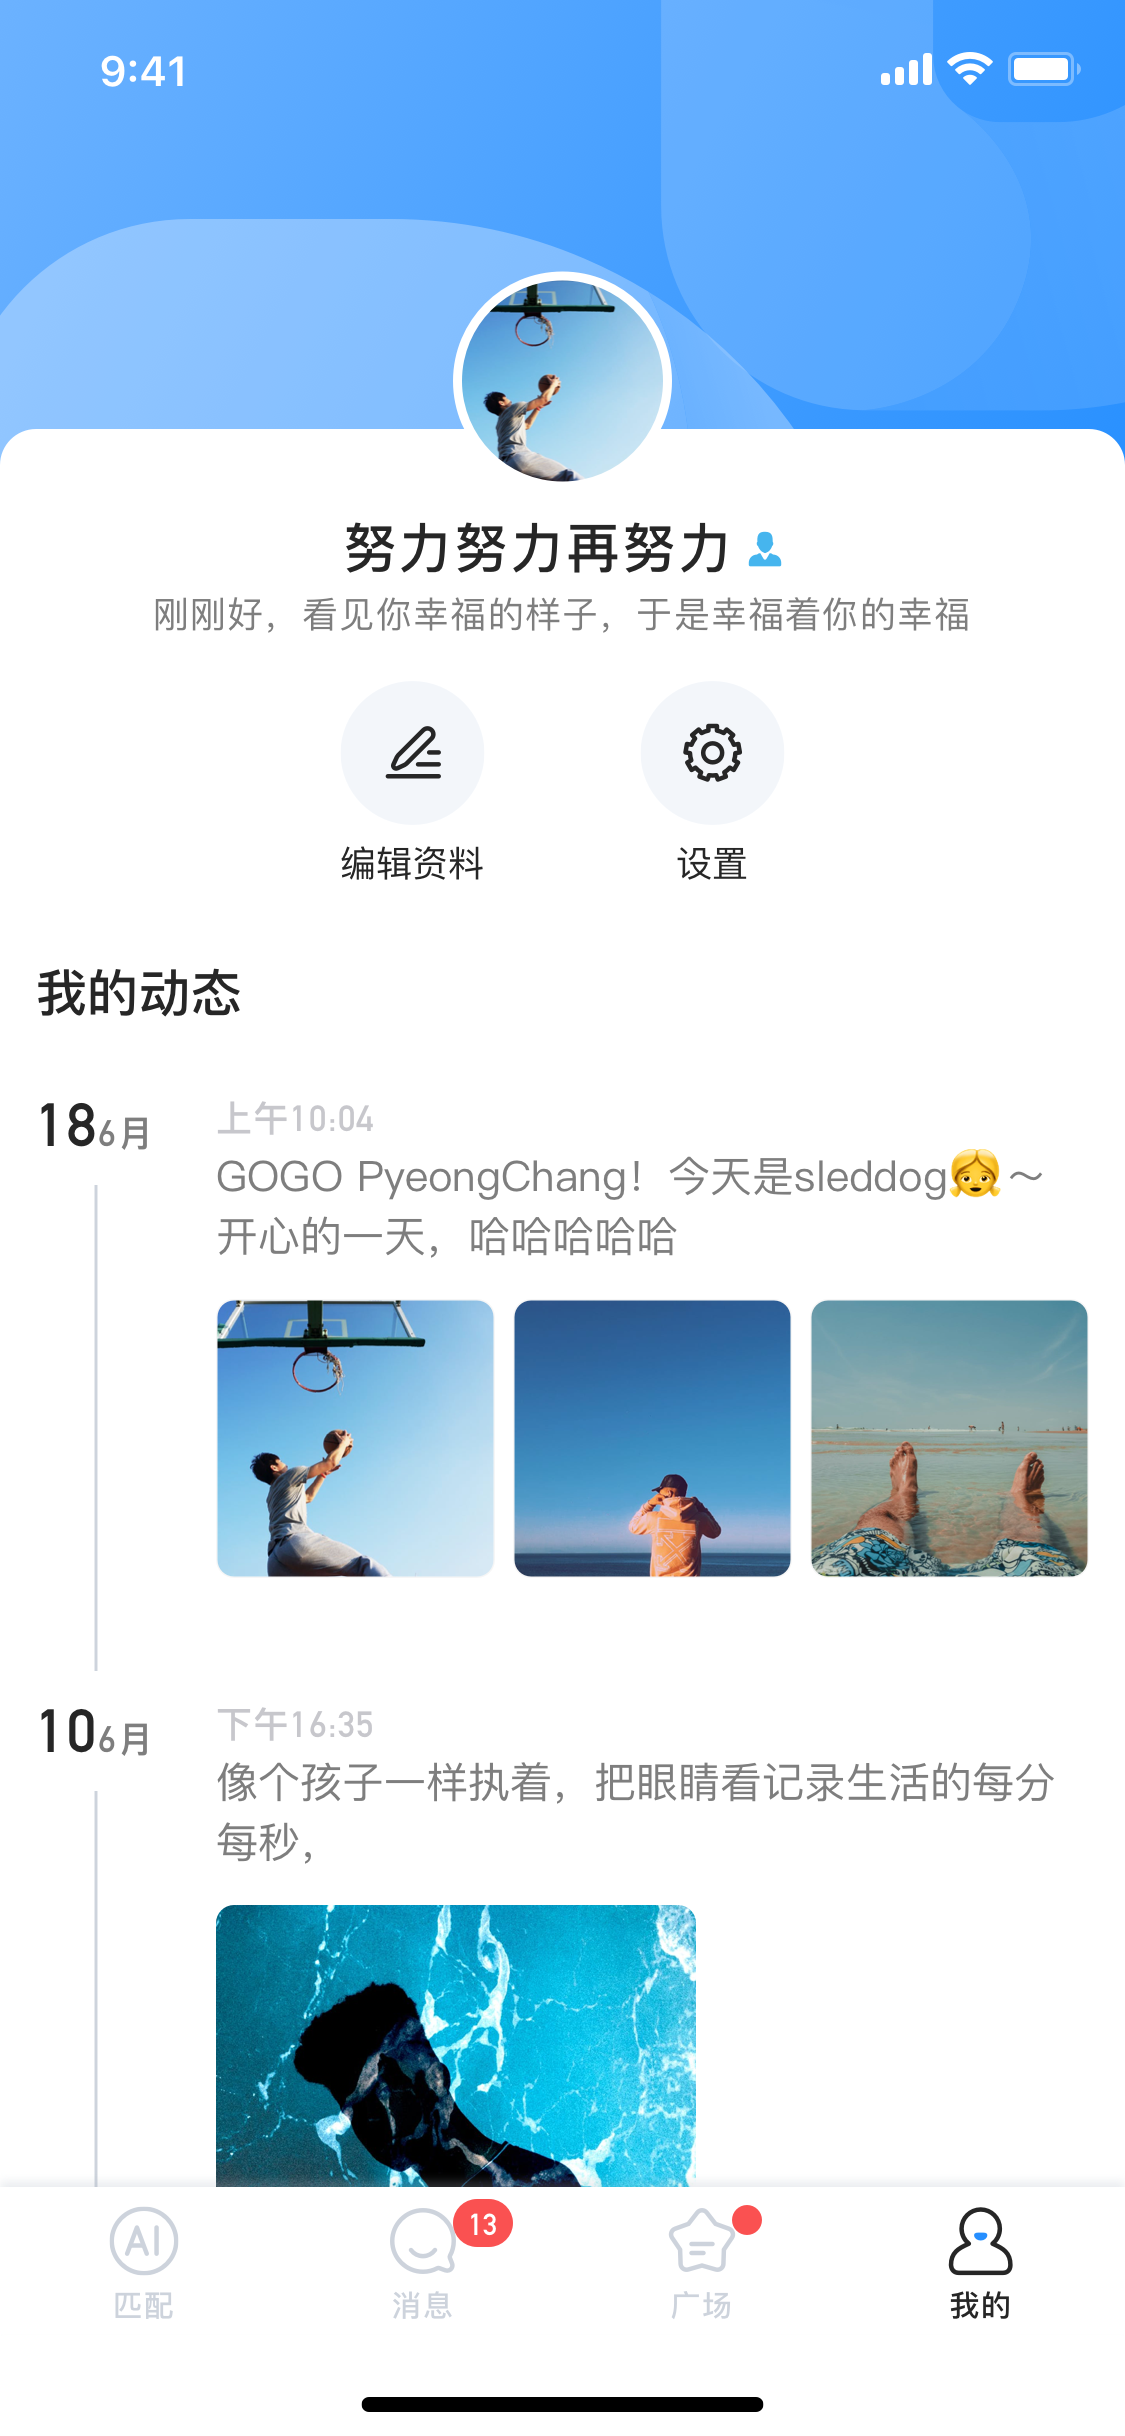 9:41
努力努力再努力
刚刚好，看见你幸福的样子，于是幸福着你的幸福
编辑资料
设置
我的动态
18 6月
上午10:04
GOGO PyeongChang！今天是sleddog👧～
开心的一天，哈哈哈哈哈
10 6月
下午16:35
像个孩子一样执着，把眼睛看记录生活的每分
每秒，
AI
13
匹配
消息
广场
我的